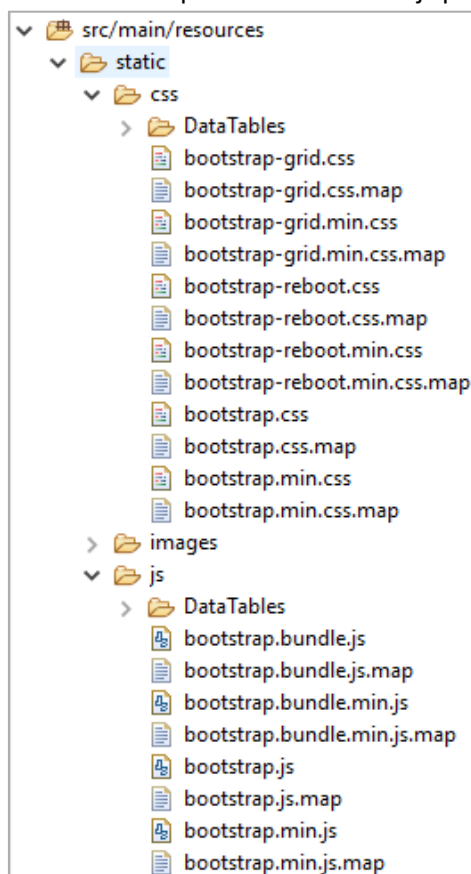 src/main/resources
static
css
DataTables
bootstrap-grid.css
bootstrap-grid.css.map
bootstrap-grid.min.css
bootstrap-grid.min.css.map
bootstrap-reboot.css
bootstrap-reboot.css.map
bootstrap-reboot.min.css
bootstrap-reboot.min.css.map
bootstrap.css
bootstrap.css.map
bootstrap.min.css
bootstrap.min.css.map
images
js
DataTables
bootstrap.bundle.js
bootstrap.bundle.js.map
bootstrap.bundle.min.js
bootstrap.bundle.min.js.map
bootstrap.js
bootstrap.js.map
bootstrap.min.js
bootstrap.min.js.map